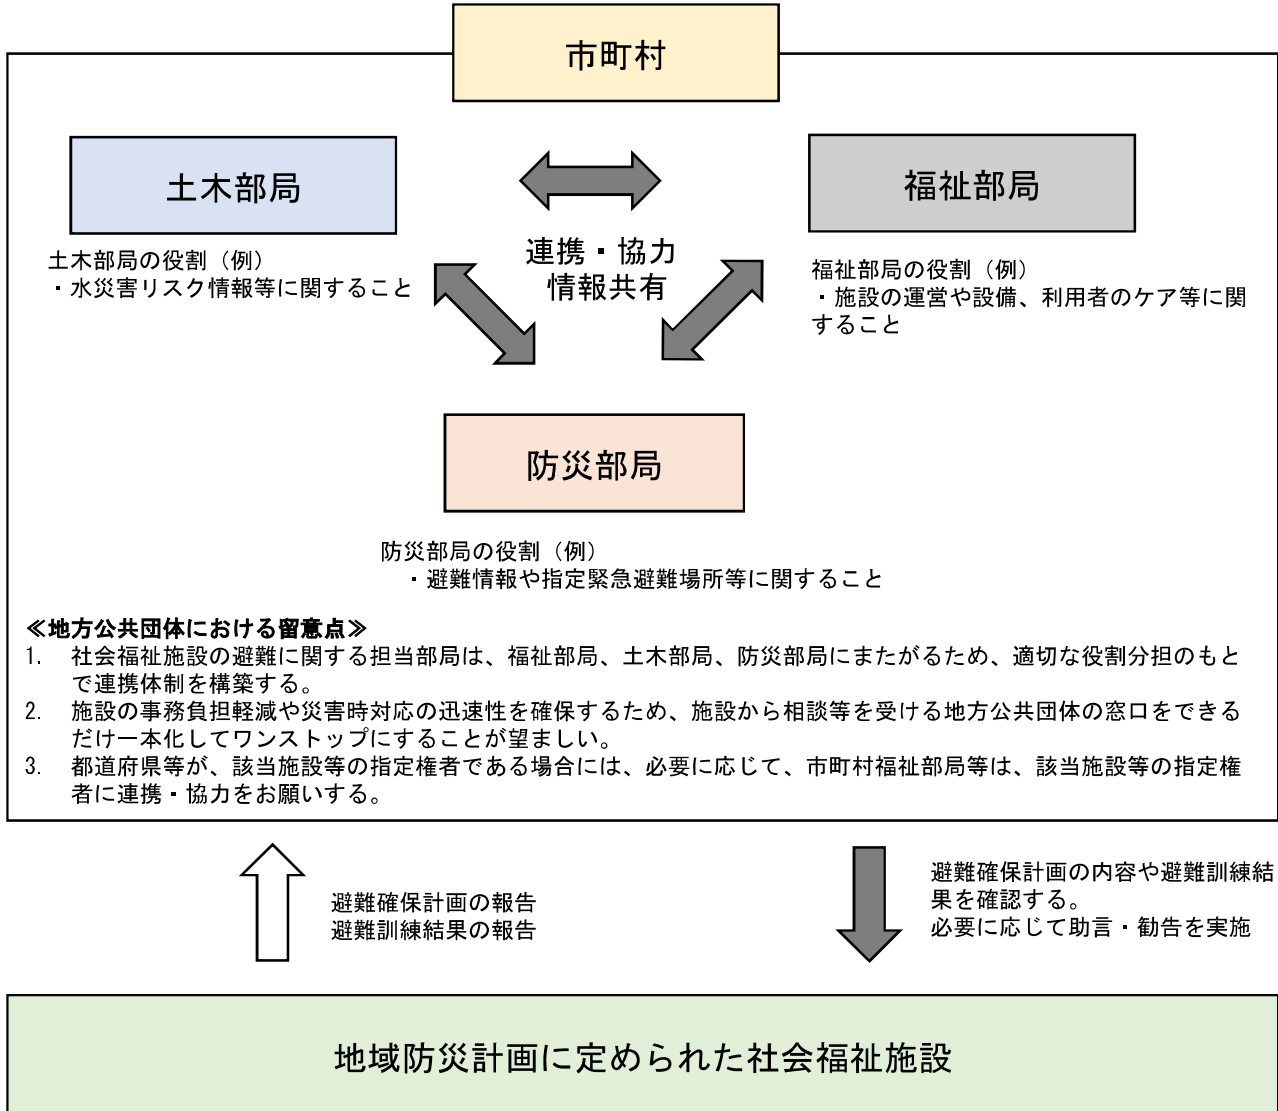 市町村
土木部局
福祉部局
連携・協力
情報共有
土木部局の役割（例）
・水災害リスク情報等に関すること
福祉部局の役割（例）
・施設の運営や設備、利用者のケア等に関
すること
防災部局
防災部局の役割（例）
・避難情報や指定緊急避難場所等に関すること
≪地方公共団体における留意点≫
1. 社会福祉施設の避難に関する担当部局は、福祉部局、土木部局、防災部局にまたがるため、適切な役割分担のもと
で連携体制を構築する。
2. 施設の事務負担軽減や災害時対応の迅速性を確保するため、施設から相談等を受ける地方公共団体の窓口をできる
だけ一本化してワンストップにすることが望ましい。
3. 都道府県等が、該当施設等の指定権者である場合には、必要に応じて、市町村福祉部局等は、該当施設等の指定権
者に連携・協力をお願いする。
避難確保計画の報告
避難訓練結果の報告
避難確保計画の内容や避難訓練結
果を確認する。
必要に応じて助言・勧告を実施
地域防災計画に定められた社会福祉施設